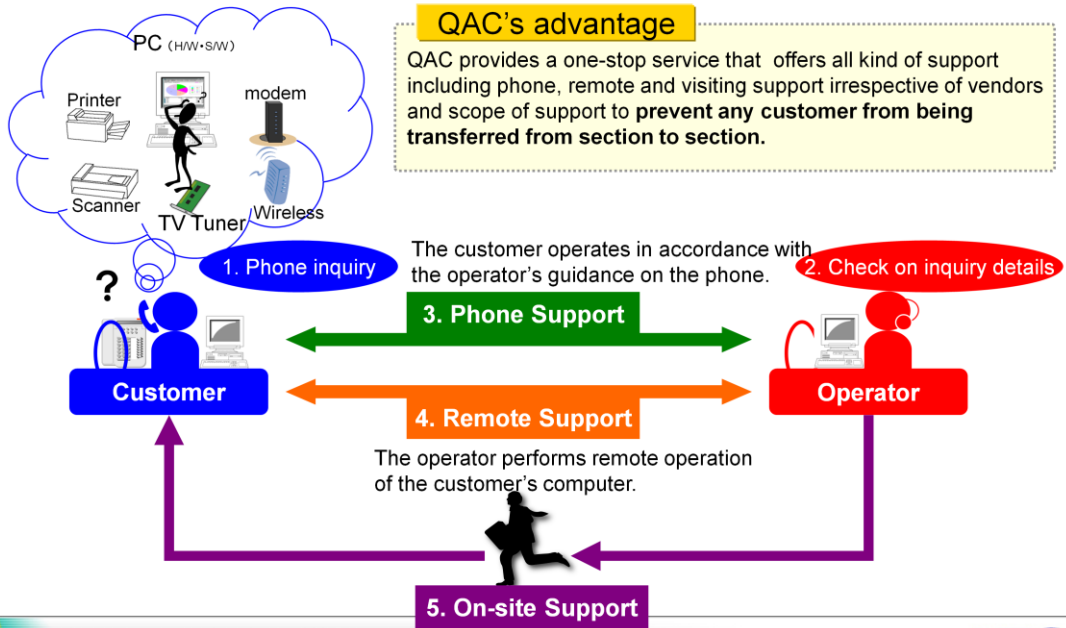 QAC's advantage
QAC provides a one-stop service that offers all kind of support
including phone, remote and visiting support irrespective of vendors
and scope of support to prevent any customer from being
transferred from section to section.
PC (H/W・S/W)
Printer
modem
Scanner
TV Tuner
Wireless
?
1. Phone inquiry
The customer operates in accordance with
the operator's guidance on the phone.
2. Check on inquiry details
3. Phone Support
Customer
Operator
4. Remote Support
The operator performs remote operation
of the customer's computer.
5. On-site Support